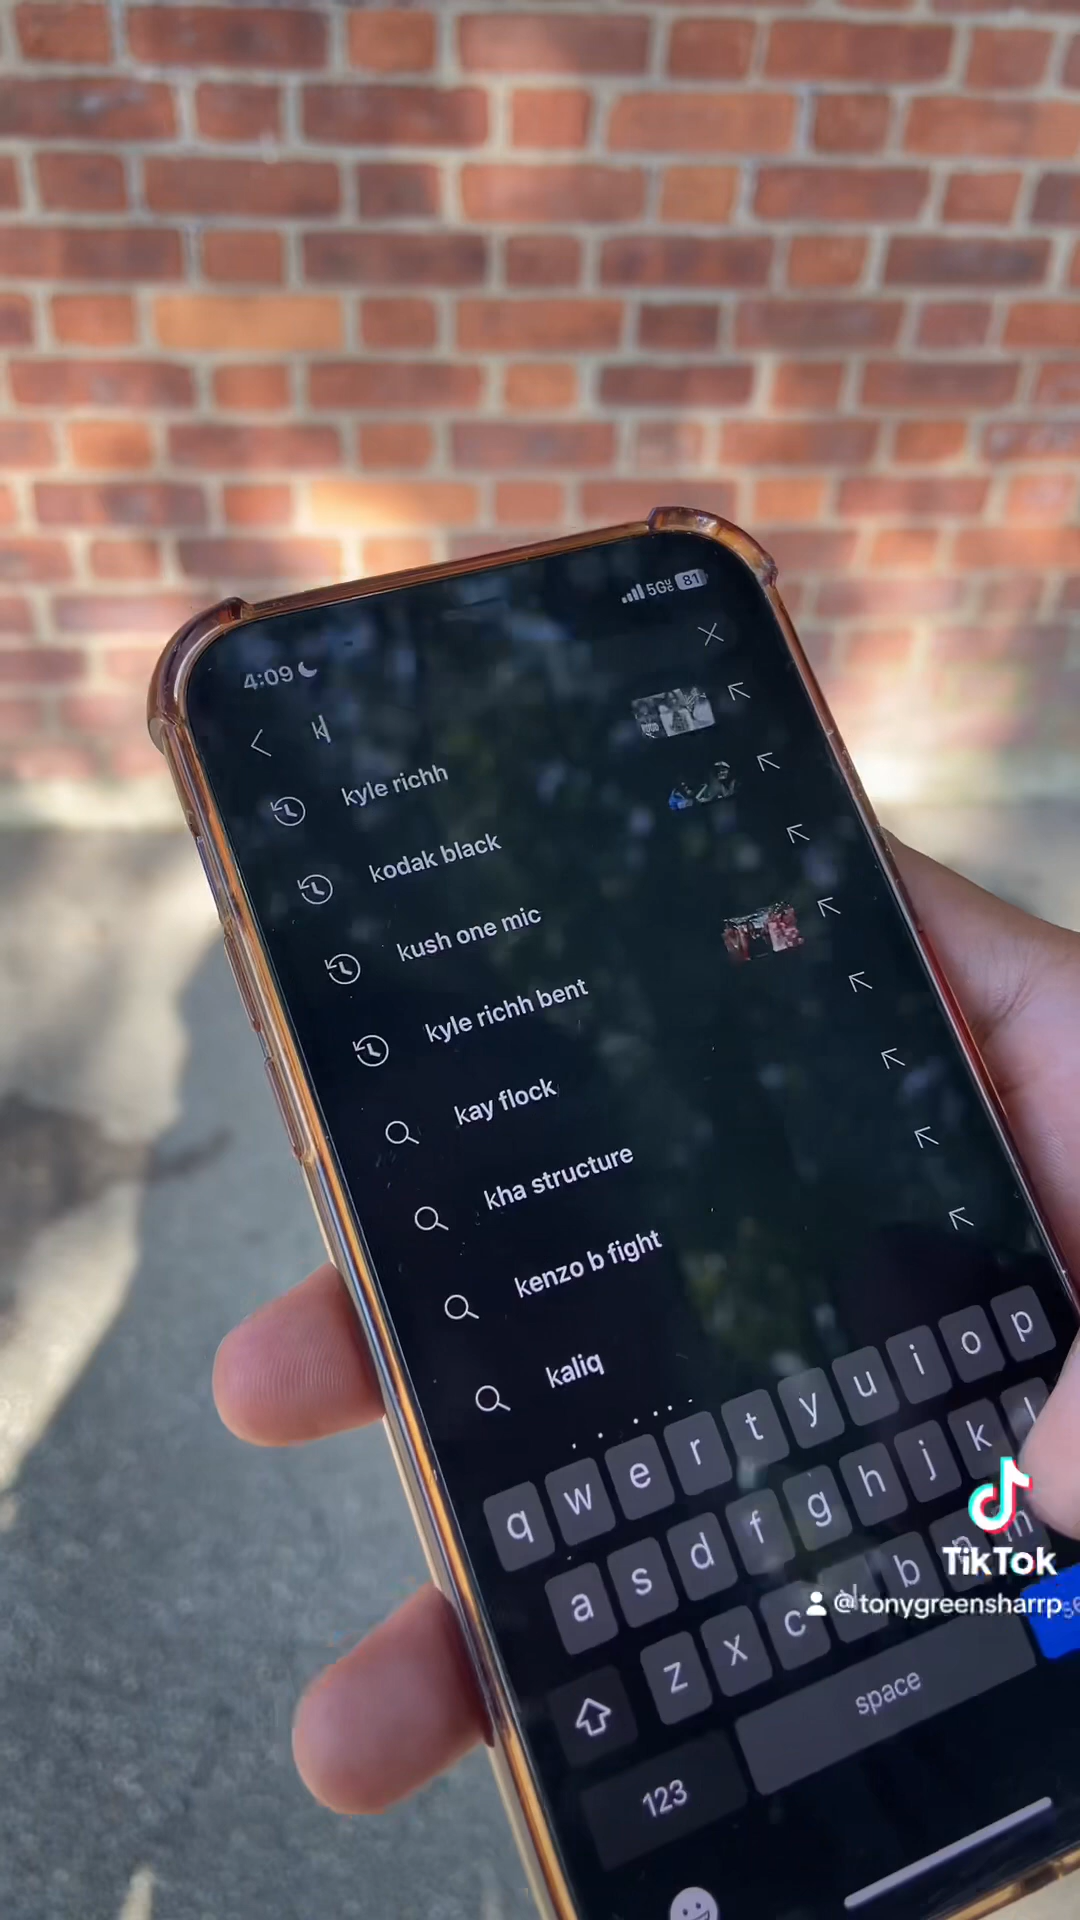 4:09
5G 81
k
kyle richh
kodak black
kush one mic
kyle richh bent
kay flock
kha structure
kenzo b fight
kaliq
q w e r t y u i o p
a s d f g h j k l
z x c v b n m
123 space se
TikTok
@tonygreensharrp